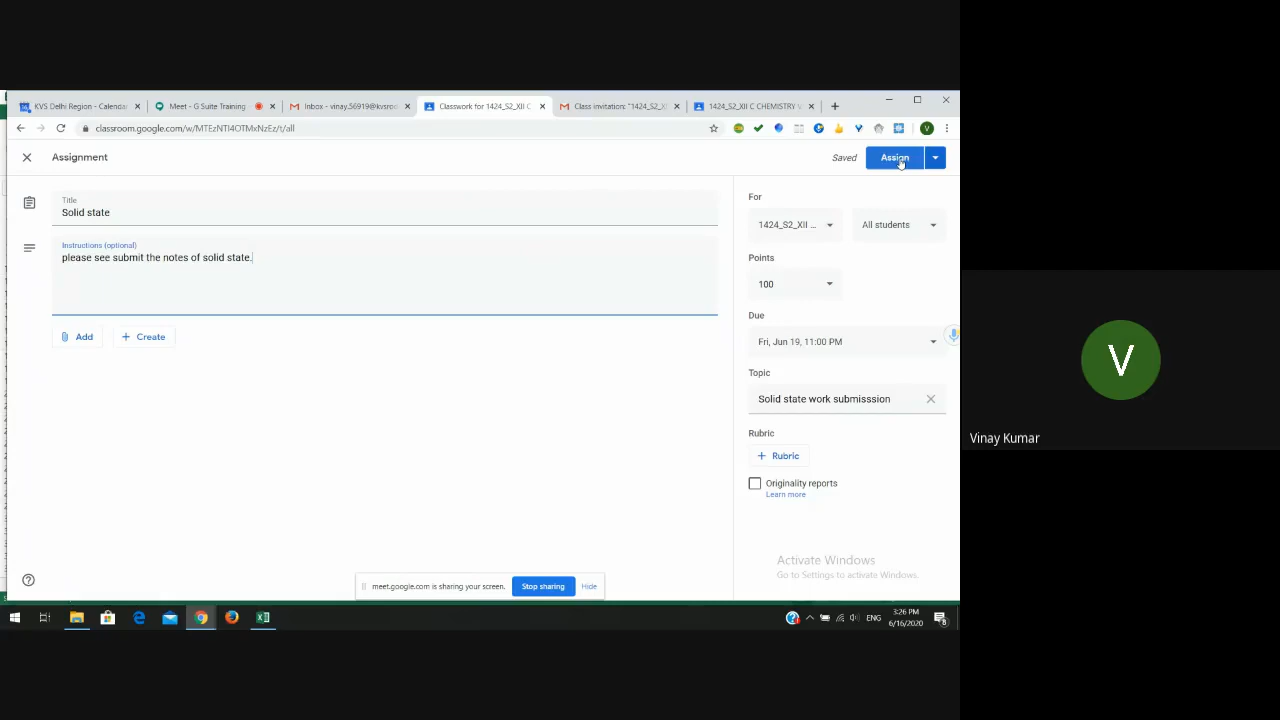 KVS Delhi Region - Calenda
Meet - G Suite Training
Inbox - vinay.56919@kvsro
Classwork for 1424_S2_XII C
Class invitation: "1424_S2_XI
1424_S2_XII C CHEMISTRY V
classroom.google.com/w/MTEzNTI4OTMxNzEz/t/all
V
Assignment
Saved
Assign
Title
Solid state
Instructions (optional)
please see submit the notes of solid state.
Add
Create
For
1424_S2_XII ...
All students
Points
100
Due
Fri, Jun 19, 11:00 PM
Topic
Solid state work submisssion
Rubric
Rubric
Originality reports
Learn more
Activate Windows
Go to Settings to activate Windows.
meet.google.com is sharing your screen.
Stop sharing
Hide
ENG
3:26 PM
6/16/2020
V
Vinay Kumar